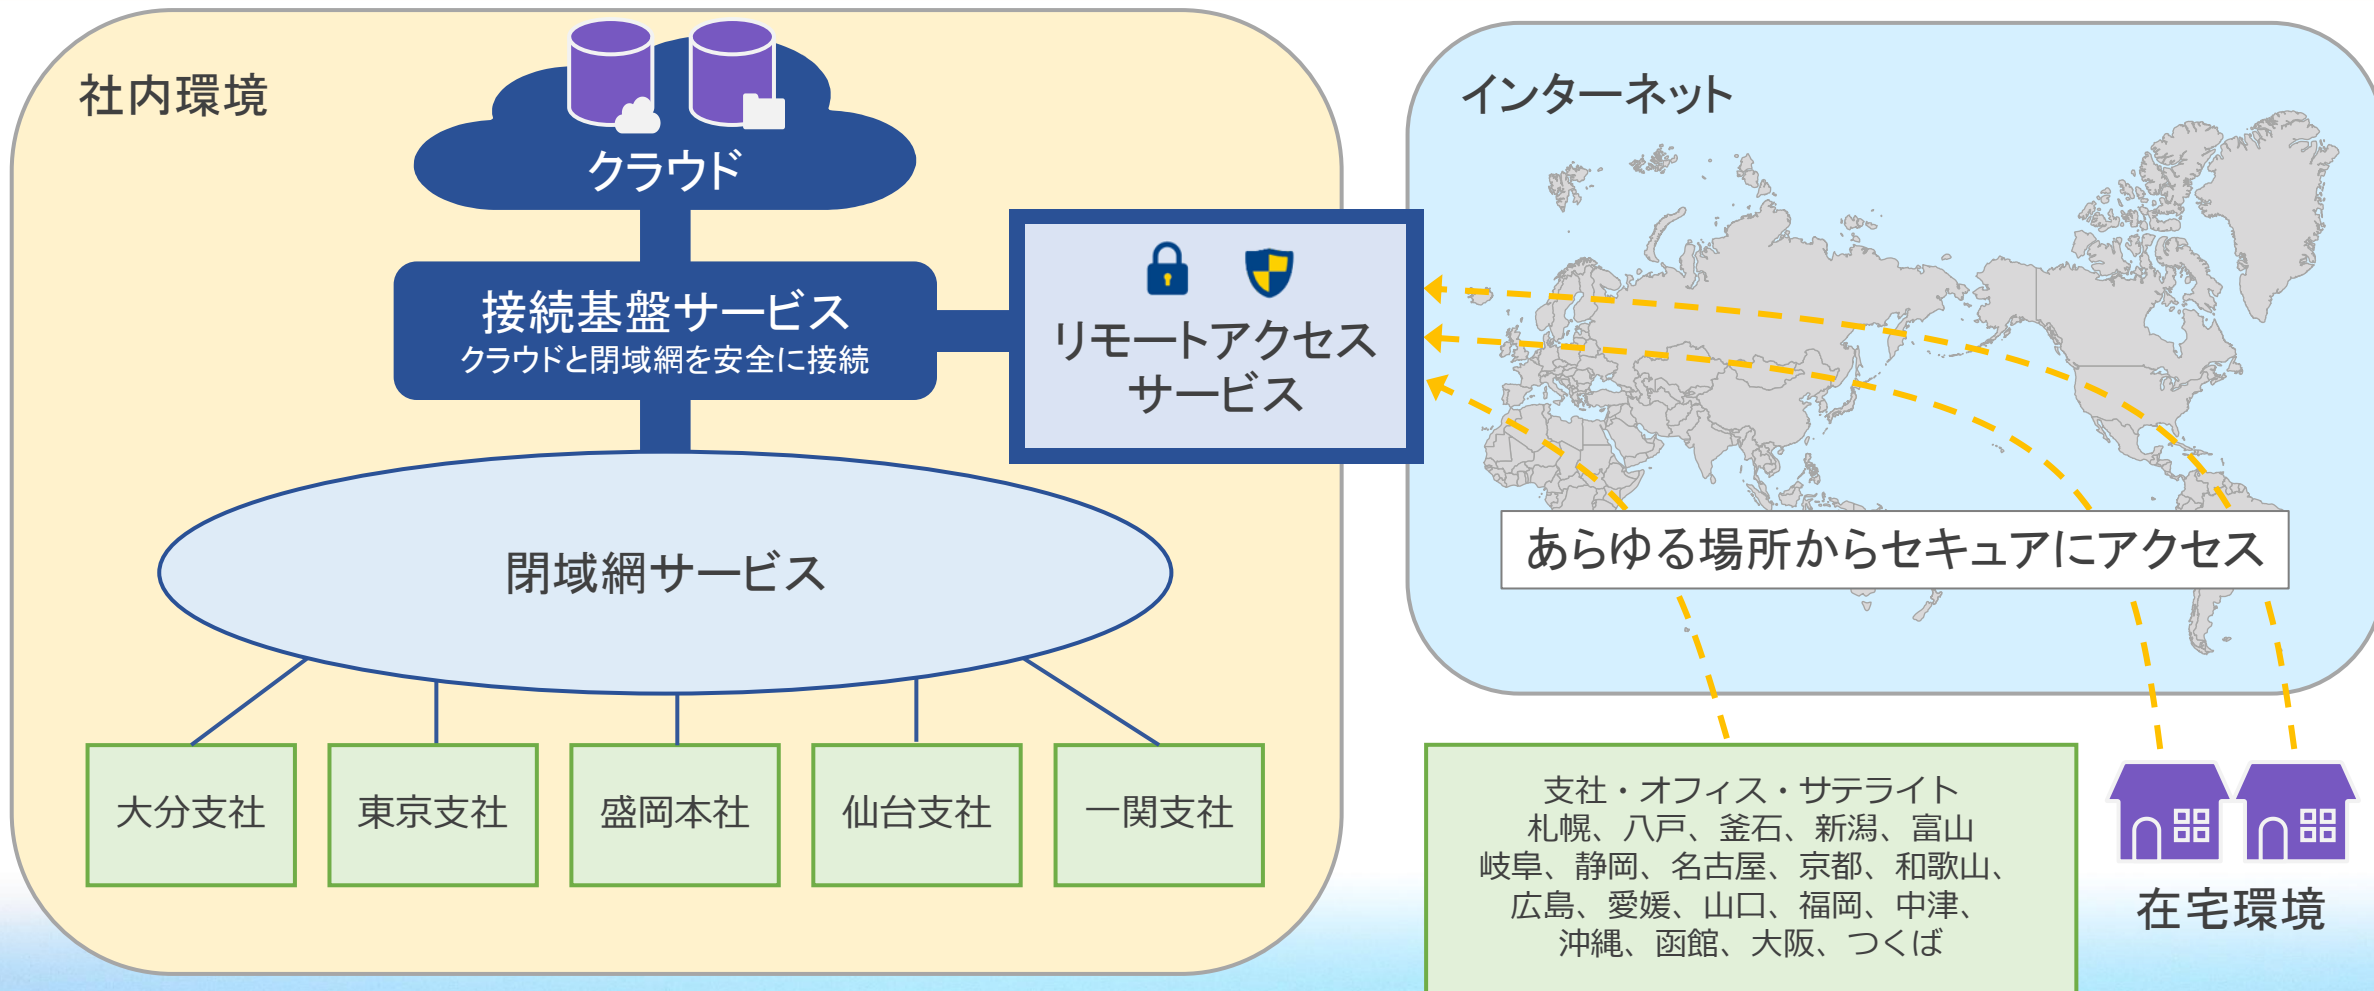 社内環境
クラウド
接続基盤サービス
クラウドと閉域網を安全に接続
リモートアクセス
サービス
閉域網サービス
大分支社
東京支社
盛岡本社
仙台支社
一関支社
インターネット
あらゆる場所からセキュアにアクセス
支社・オフィス・サテライト
札幌、八戸、釜石、新潟、富山
岐阜、静岡、名古屋、京都、和歌山、
広島、愛媛、山口、福岡、中津、
沖縄、函館、大阪、つくば
在宅環境